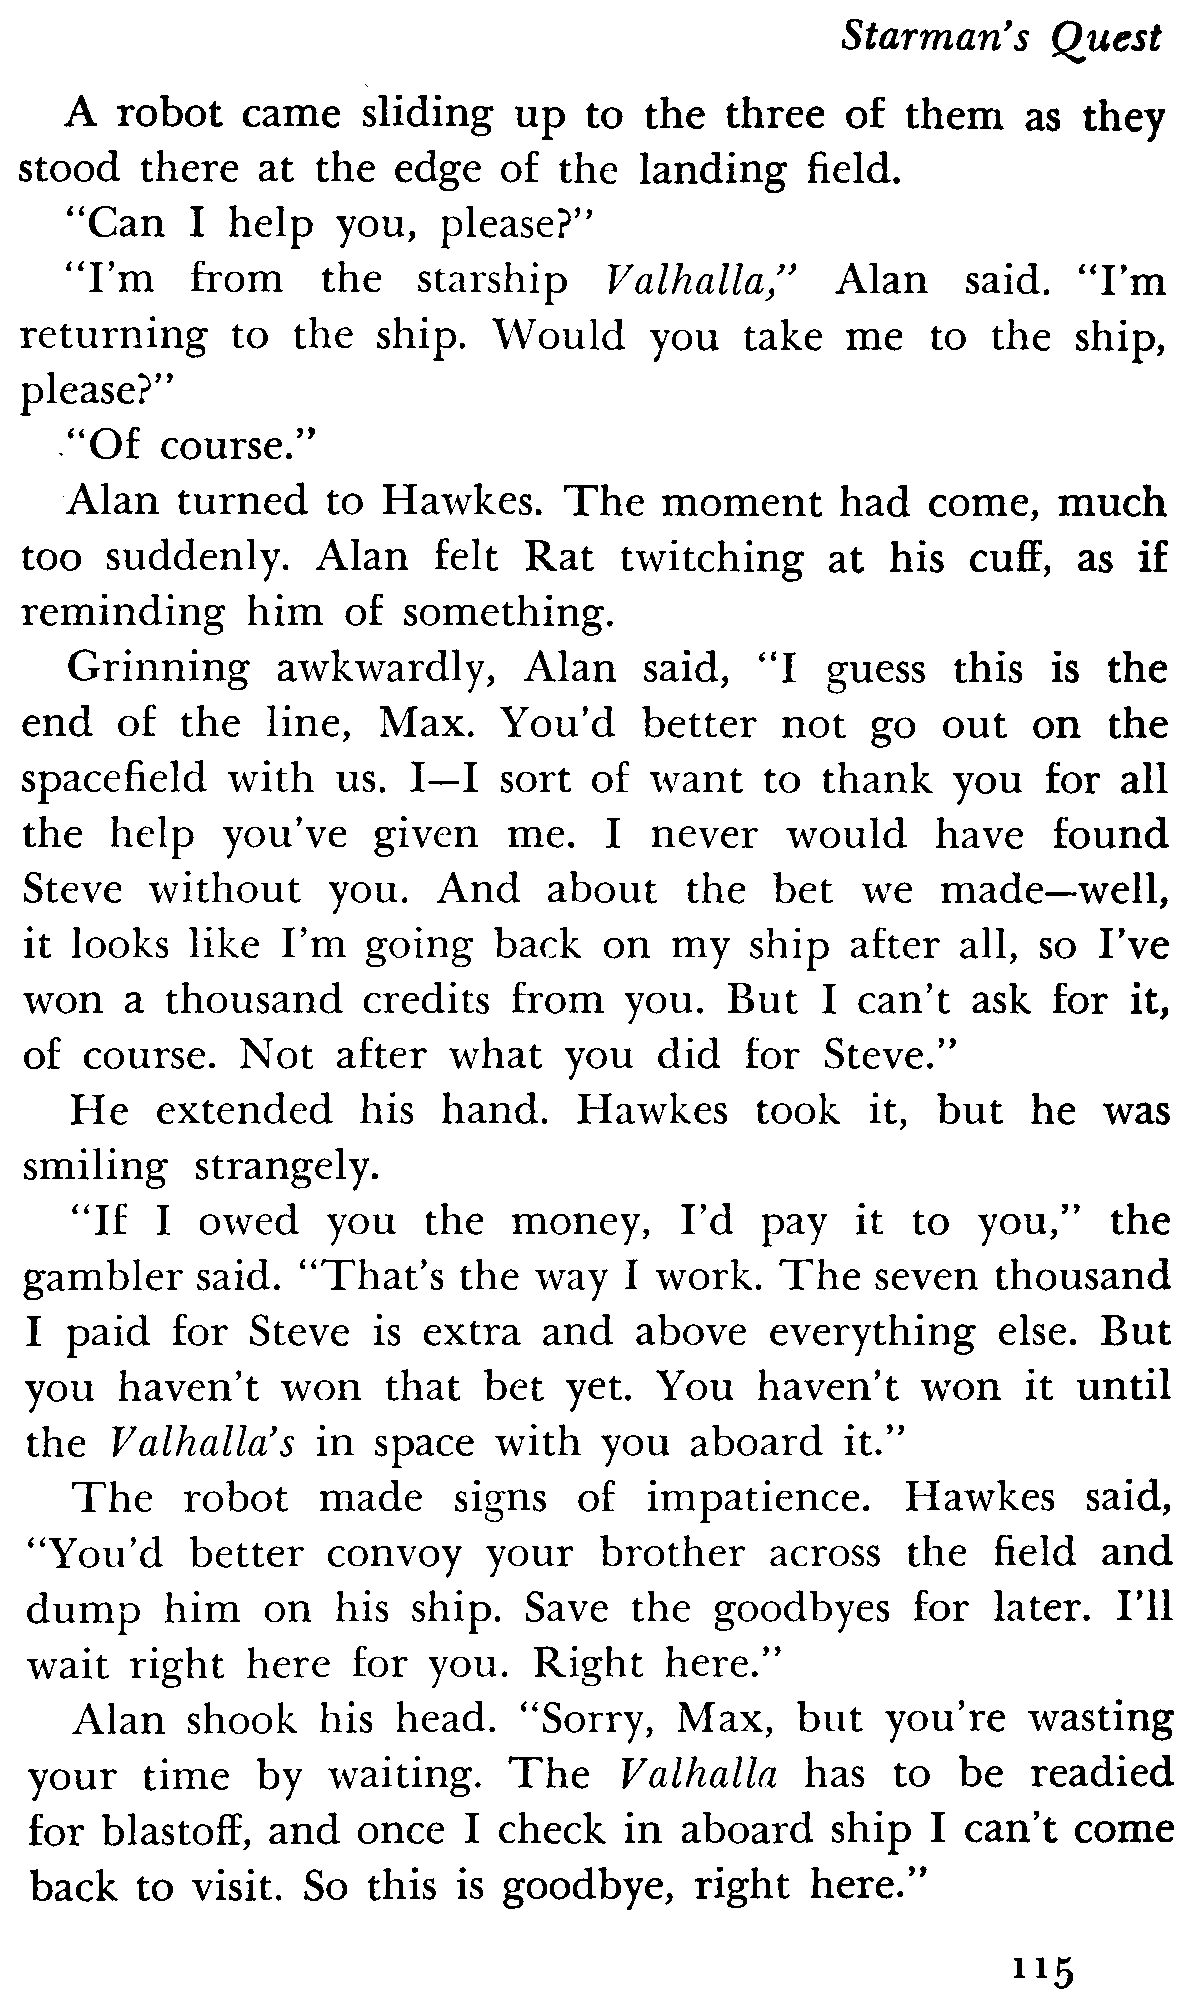 Starman's Quest
A robot came sliding up to the three of them as they
stood there at the edge of the landing field.
"Can I help you, please?"
"I'm from the starship Valhalla," Alan said. "I'm
returning to the ship. Would you take me to the ship,
please?"
"Of course."
Alan turned to Hawkes. The moment had come, much
too suddenly. Alan felt Rat twitching at his cuff, as if
reminding him of something.
Grinning awkwardly, Alan said, "I guess this is the
end of the line, Max. You'd better not go out on the
spacefield with us. I—I sort of want to thank you for all
the help you've given me. I never would have found
Steve without you. And about the bet we made—well,
it looks like I'm going back on my ship after all, so I've
won a thousand credits from you. But I can't ask for it,
of course. Not after what you did for Steve."
He extended his hand. Hawkes took it, but he was
smiling strangely.
"If I owed you the money, I'd pay it to you," the
gambler said. "That's the way I work. The seven thousand
I paid for Steve is extra and above everything else. But
you haven't won that bet yet. You haven't won it until
the Valhalla's in space with you aboard it."
The robot made signs of impatience. Hawkes said,
"You'd better convoy your brother across the field and
dump him on his ship. Save the goodbyes for later. I'll
wait right here for you. Right here."
Alan shook his head. "Sorry, Max, but you're wasting
your time by waiting. The Valhalla has to be readied
for blastoff, and once I check in aboard ship I can't come
back to visit. So this is goodbye, right here."
115